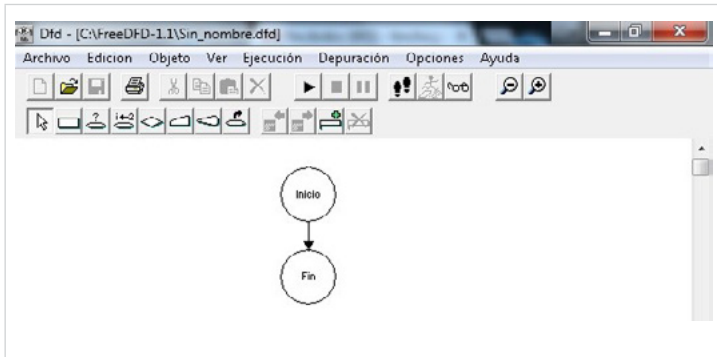 Dfd - [C:\FreeDFD-1.1\Sin_nombre.dfd]
Archivo Edicion Objeto Ver Ejecución Depuración Opciones Ayuda
Inicio
Fin